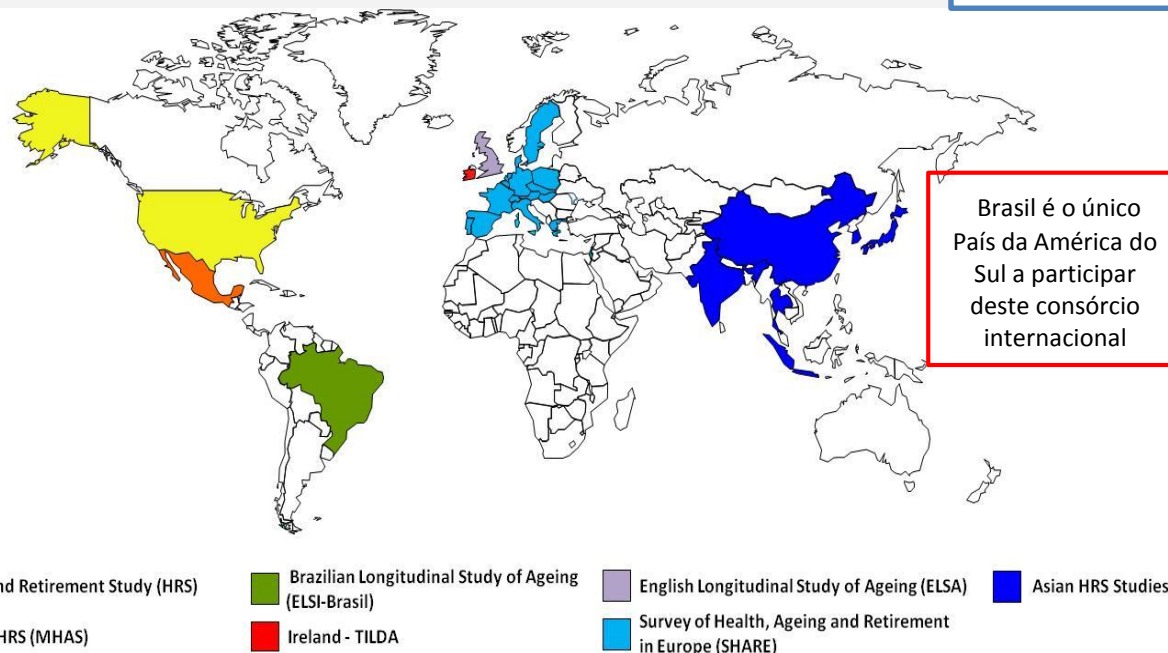 Brasil é o único
País da América do
Sul a participar
deste consórcio
internacional
nd Retirement Study (HRS)
Brazilian Longitudinal Study of Ageing
(ELSI-Brasil)
English Longitudinal Study of Ageing (ELSA)
Asian HRS Studies
HRS (MHAS)
Ireland - TILDA
Survey of Health, Ageing and Retirement
in Europe (SHARE)